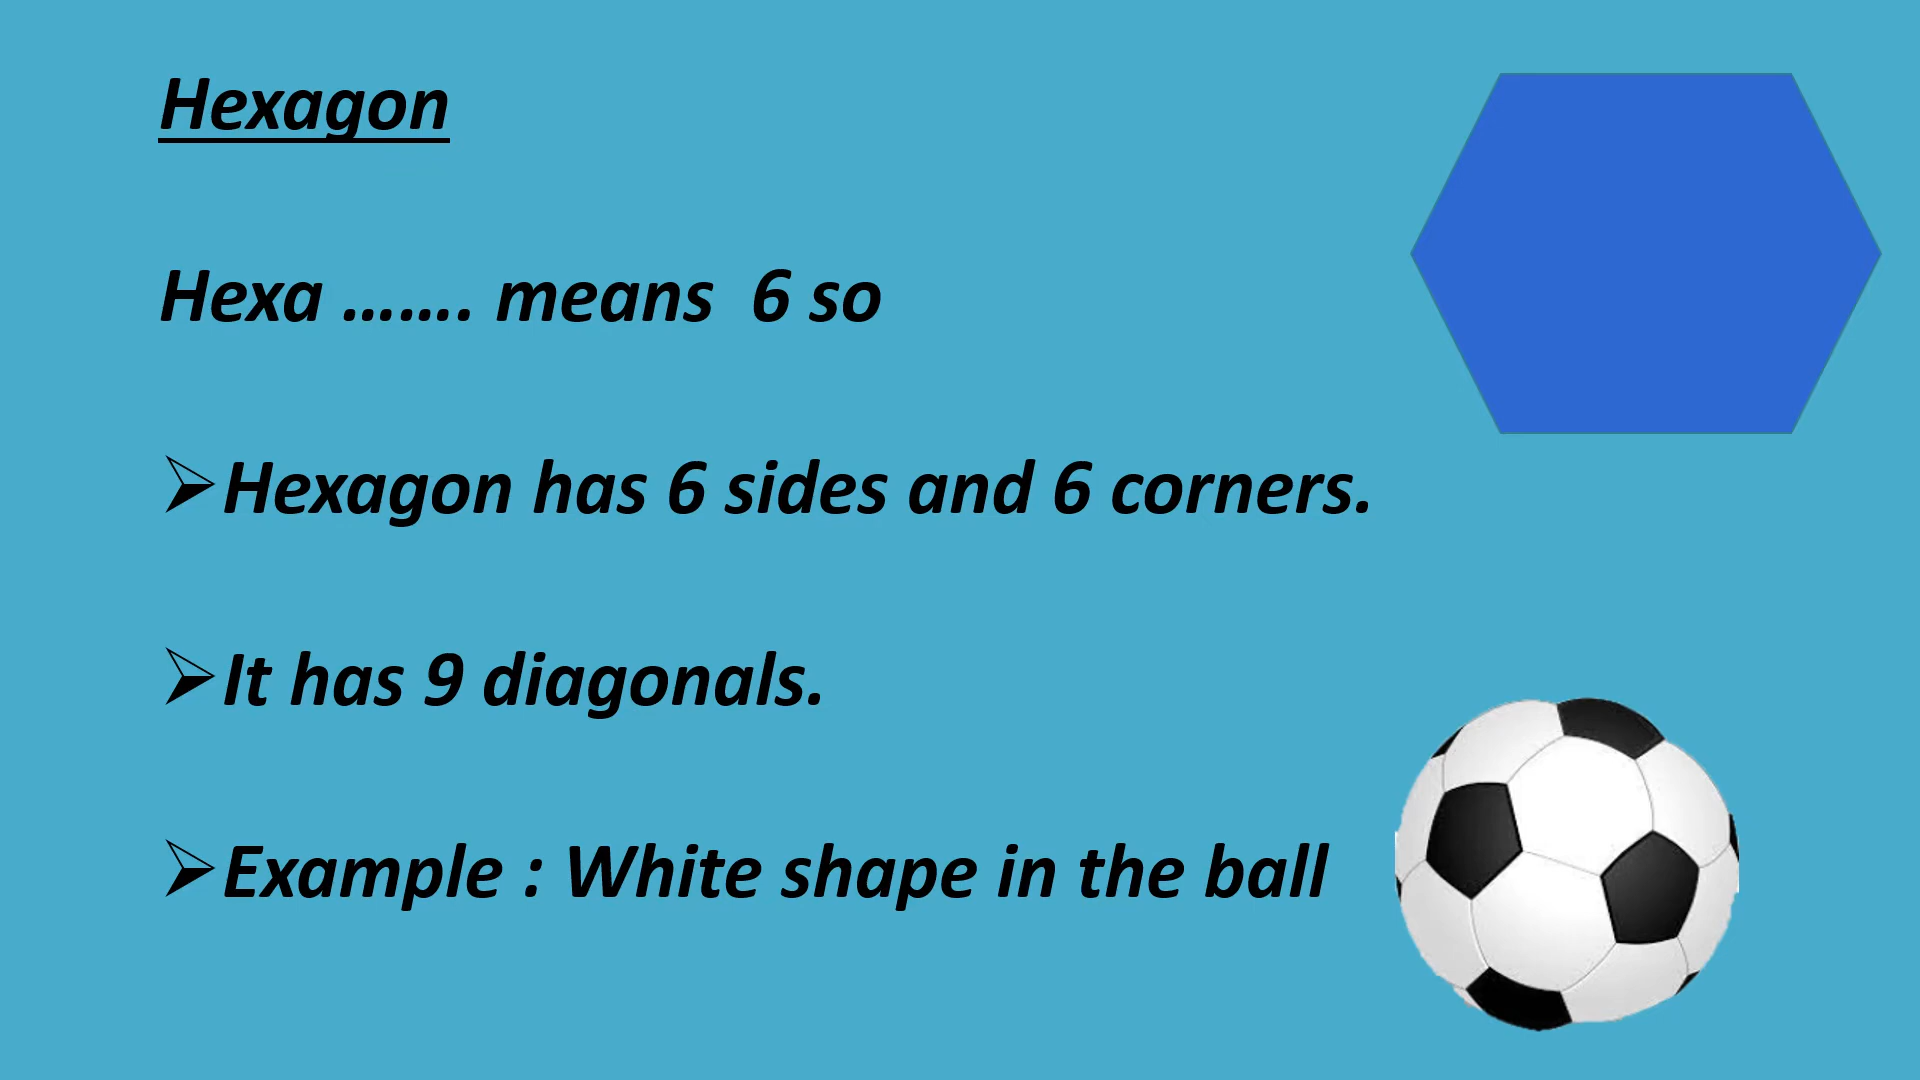 Hexagon
Hexa ……. means  6 so
➢Hexagon has 6 sides and 6 corners.
➢It has 9 diagonals.
➢Example : White shape in the ball